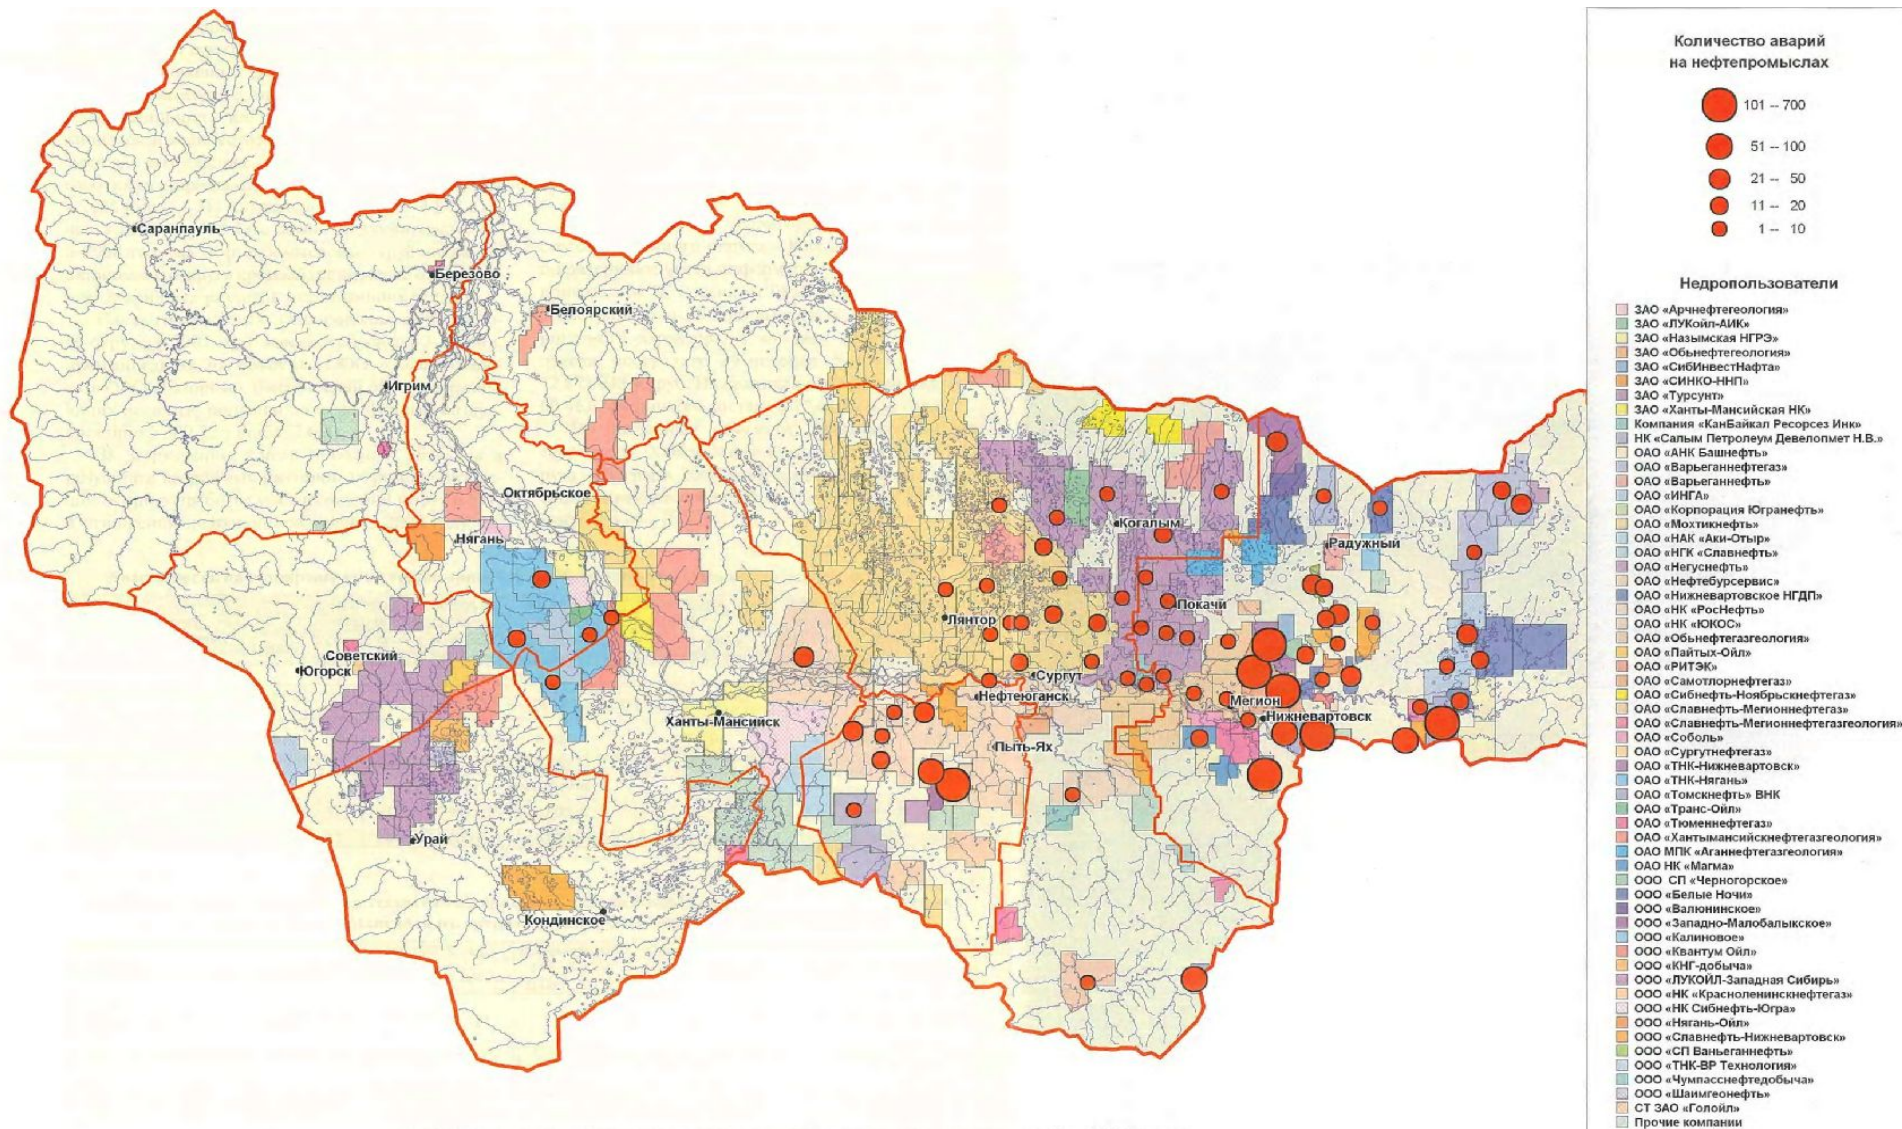 Количество аварий
на нефтепромыслах
101 -- 700
51 -- 100
21 -- 50
11 -- 20
1 -- 10
Недропользователи
ЗАО «Арчнефтегеология»
ЗАО «ЛУКойл-АИК»
ЗАО «Назымская НГРЭ»
ЗАО «Обьнефтегеология»
ЗАО «СибИнвестНафта»
ЗАО «СИНКО-ННП»
ЗАО «Турсунт»
ЗАО «Ханты-Мансийская НК»
Компания «КанБайкал Ресорсез Инк»
НК «Салым Петролеум Девелопмет Н.В.»
ОАО «АНК Башнефть»
ОАО «Варьеганнефтегаз»
ОАО «Варьеганнефть»
ОАО «ИНГА»
ОАО «Корпорация Югранефть»
ОАО «Мохтикнефть»
ОАО «НАК «Аки-Отыр»
ОАО «НГК «Славнефть»
ОАО «Негуснефть»
ОАО «Нефтебурсервис»
ОАО «Нижневартовское НГДП»
ОАО «НК «РосНефть»
ОАО «НК «ЮКОС»
ОАО «Обьнефтегазгеология»
ОАО «Пайтых-Ойл»
ОАО «РИТЭК»
ОАО «Самотлорнефтегаз»
ОАО «Сибнефть-Ноябрьскнефтегаз»
ОАО «Славнефть-Мегионнефтегаз»
ОАО «Славнефть-Мегионнефтегазгеология»
ОАО «Соболь»
ОАО «Сургутнефтегаз»
ОАО «ТНК-Нижневартовск»
ОАО «ТНК-Нягань»
ОАО «Томскнефть» ВНК
ОАО «Транс-Ойл»
ОАО «Тюменнефтегаз»
ОАО «Хантымансийскнефтегазгеология»
ОАО МПК «Аганнефтегазгеология»
ОАО НК «Магма»
ООО СП «Черногорское»
ООО «Белые Ночи»
ООО «Валюнинское»
ООО «Западно-Малобалыкское»
ООО «Калиновое»
ООО «Квантум Ойл»
ООО «КНГ-добыча»
ООО «ЛУКОЙЛ-Западная Сибирь»
ООО «НК «Красноленинскнефтегаз»
ООО «НК Сибнефть-Югра»
ООО «Нягань-Ойл»
ООО «Славнефть-Нижневартовск»
ООО «СП Ваньеганнефть»
ООО «ТНК-BP Технология»
ООО «Чумпасснефтедобыча»
ООО «Шаимгеонефть»
СТ ЗАО «Голойл»
Прочие компании
Саранпауль
Березово
Белоярский
Игрим
Октябрьское
Нягань
Когалым
Радужный
Покачи
Лянтор
Советский
Югорск
Сургут
Нефтеюганск
Мегион
Нижневартовск
Ханты-Мансийск
Пыть-Ях
Урай
Кондинское